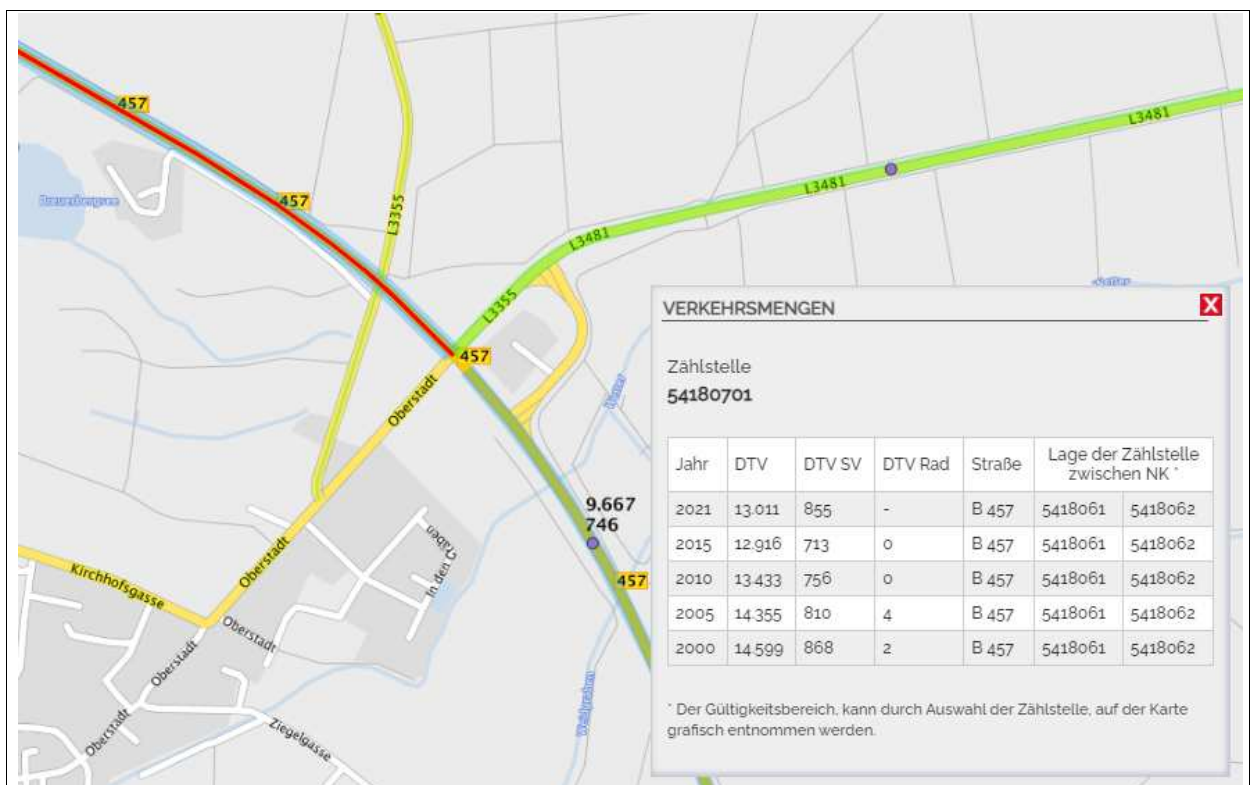 457
L3481
L3481
457
L3355
L3481
L3355
457
Oberstadt
VERKEHRSMENGEN
X
Zählstelle
54180701
Jahr DTV DTV SV DTV Rad Straße Lage der Zählstelle zwischen NK *
2021 13.011 855 - B 457 5418061 5418062
2015 12.916 713 0 B 457 5418061 5418062
2010 13.433 756 0 B 457 5418061 5418062
2005 14.355 810 4 B 457 5418061 5418062
2000 14.599 868 2 B 457 5418061 5418062
* Der Gültigkeitsbereich, kann durch Auswahl der Zählstelle, auf der Karte
grafisch entnommen werden.
9.667
746
457
In den Gräben
Oberstadt
Kirchhofsgasse
Oberstadt
Oberstadt
Oberstadt
Ziegelgasse